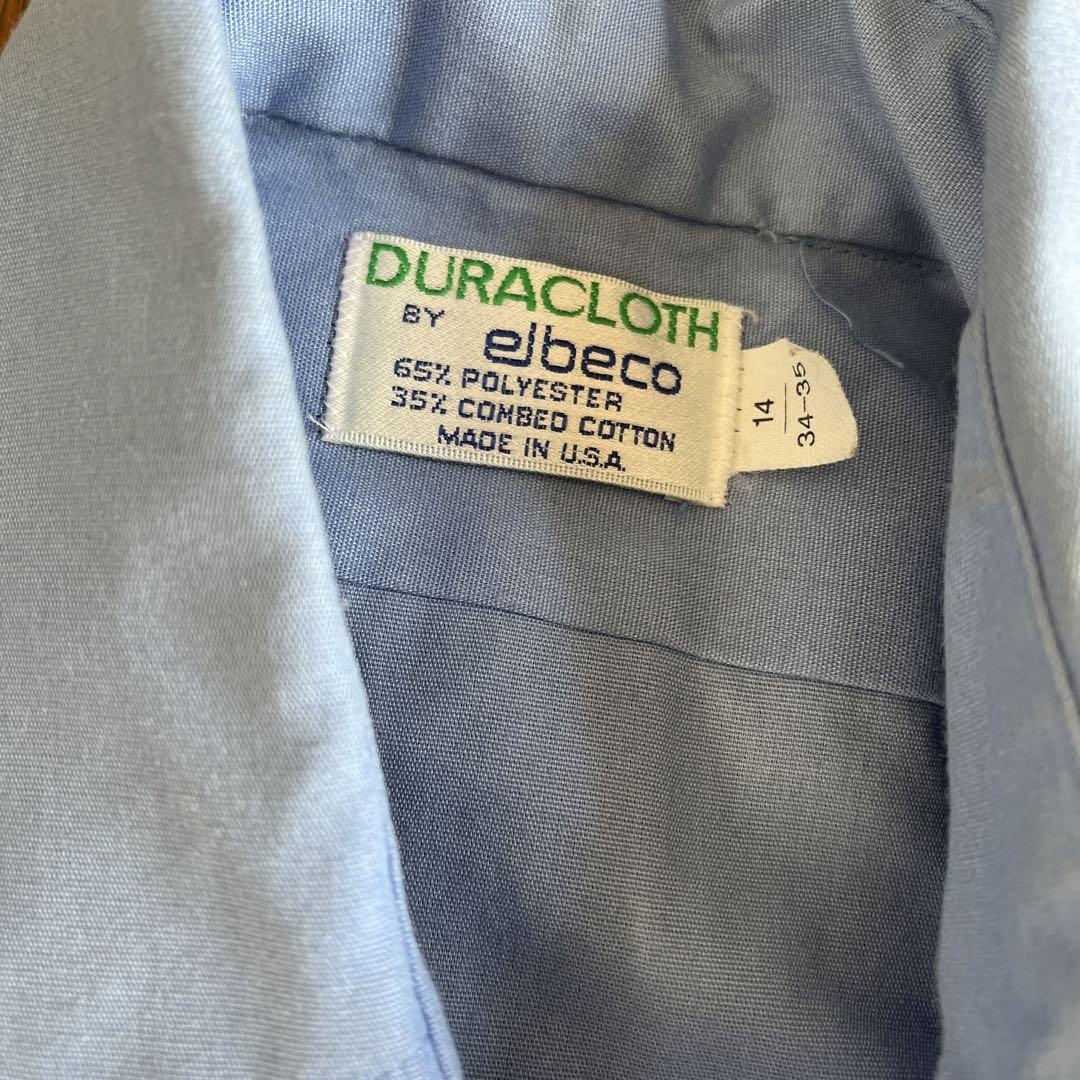 DURACLOTH
BY elbeco
65% POLYESTER
35% COMBED COTTON
MADE IN U.S.A.
14
34-35